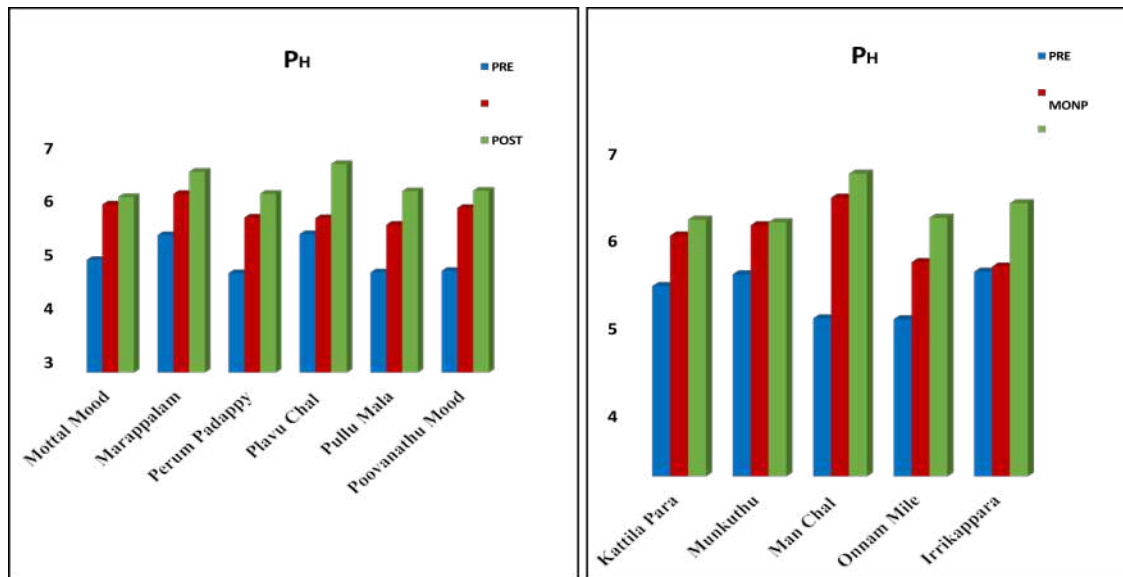 PH
PRE
POST
7
6
5
4
3
Mottal Mood
Marappalam
Perum Padappy
Plavu Chal
Pullu Mala
Poovanathu Mood
PH
PRE
MONP
7
6
5
4
Kattila Para
Munkuthu
Man Chal
Onnam Mile
Irrikappara